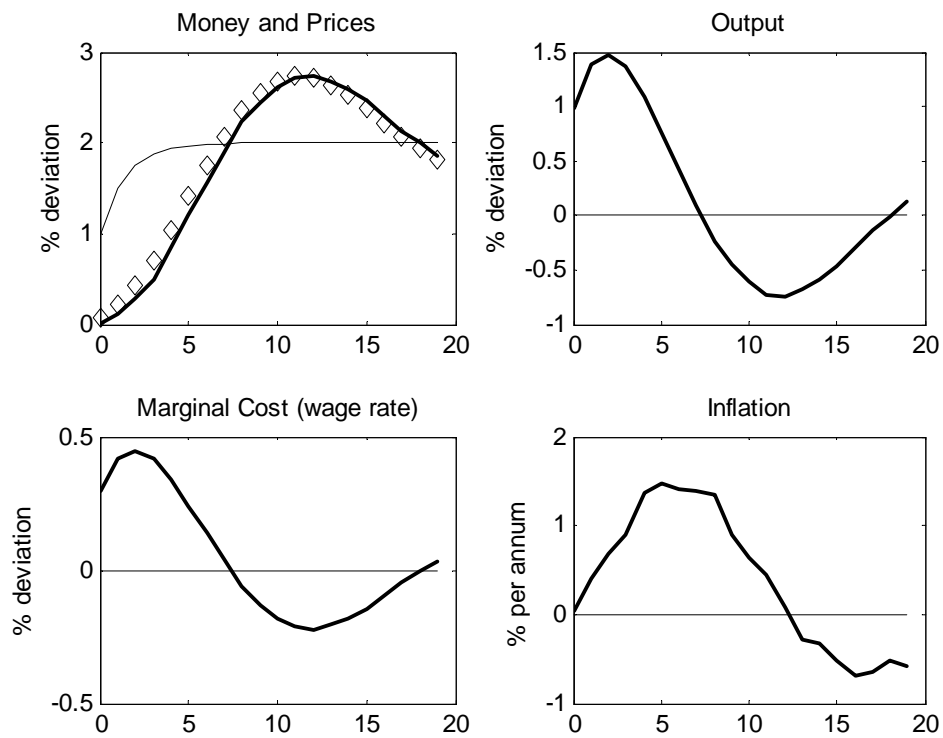 Money and Prices
% deviation
3
2
1
0
0 5 10 15 20
Output
% deviation
1.5
1
0.5
0
-0.5
-1
0 5 10 15 20
Marginal Cost (wage rate)
% deviation
0.5
0
-0.5
0 5 10 15 20
Inflation
% per annum
2
1
0
-1
0 5 10 15 20